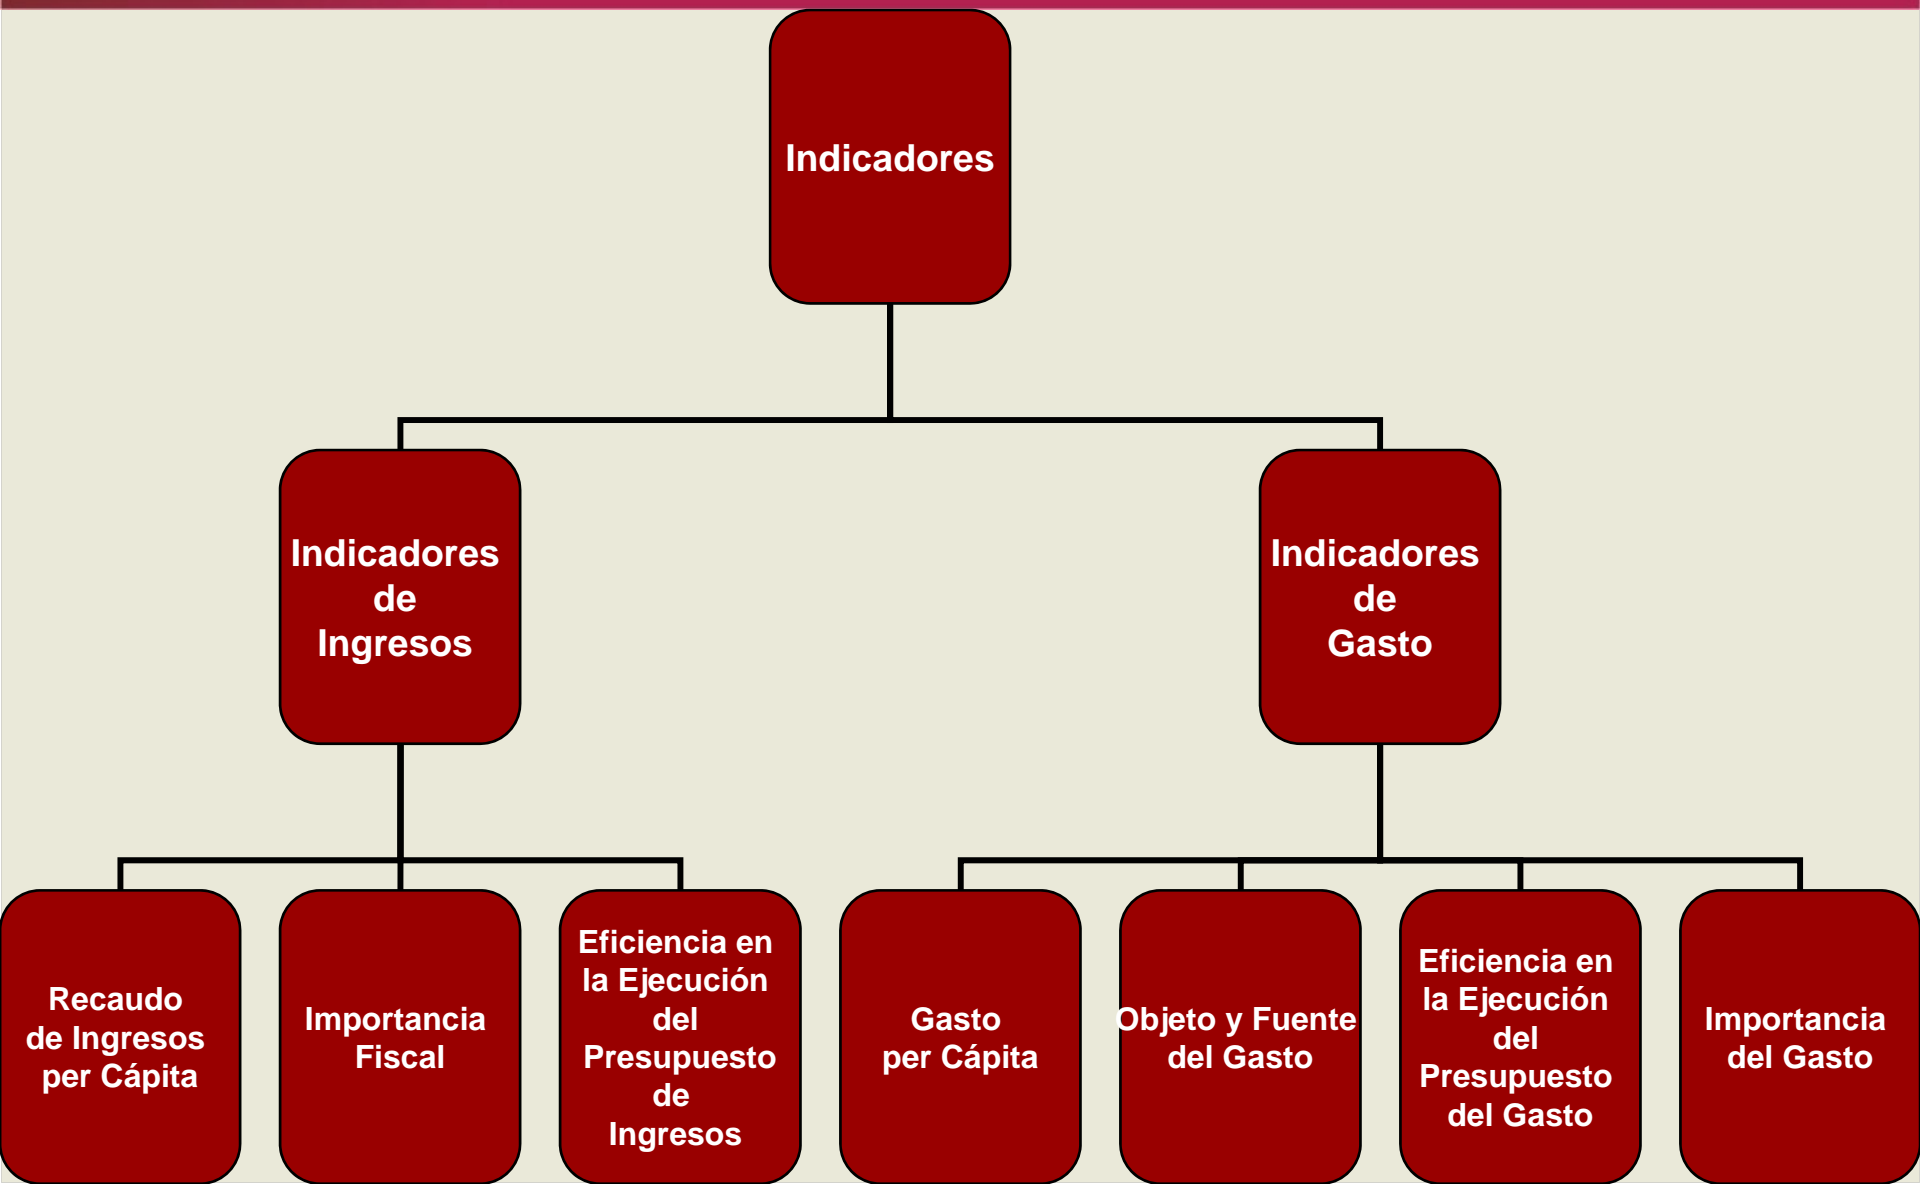 Indicadores
Indicadores
de
Ingresos
Indicadores
de
Gasto
Recaudo
de Ingresos
per Cápita
Importancia
Fiscal
Eficiencia en
la Ejecución
del
Presupuesto
de
Ingresos
Gasto
per Cápita
Objeto y Fuente
del Gasto
Eficiencia en
la Ejecución
del
Presupuesto
del Gasto
Importancia
del Gasto